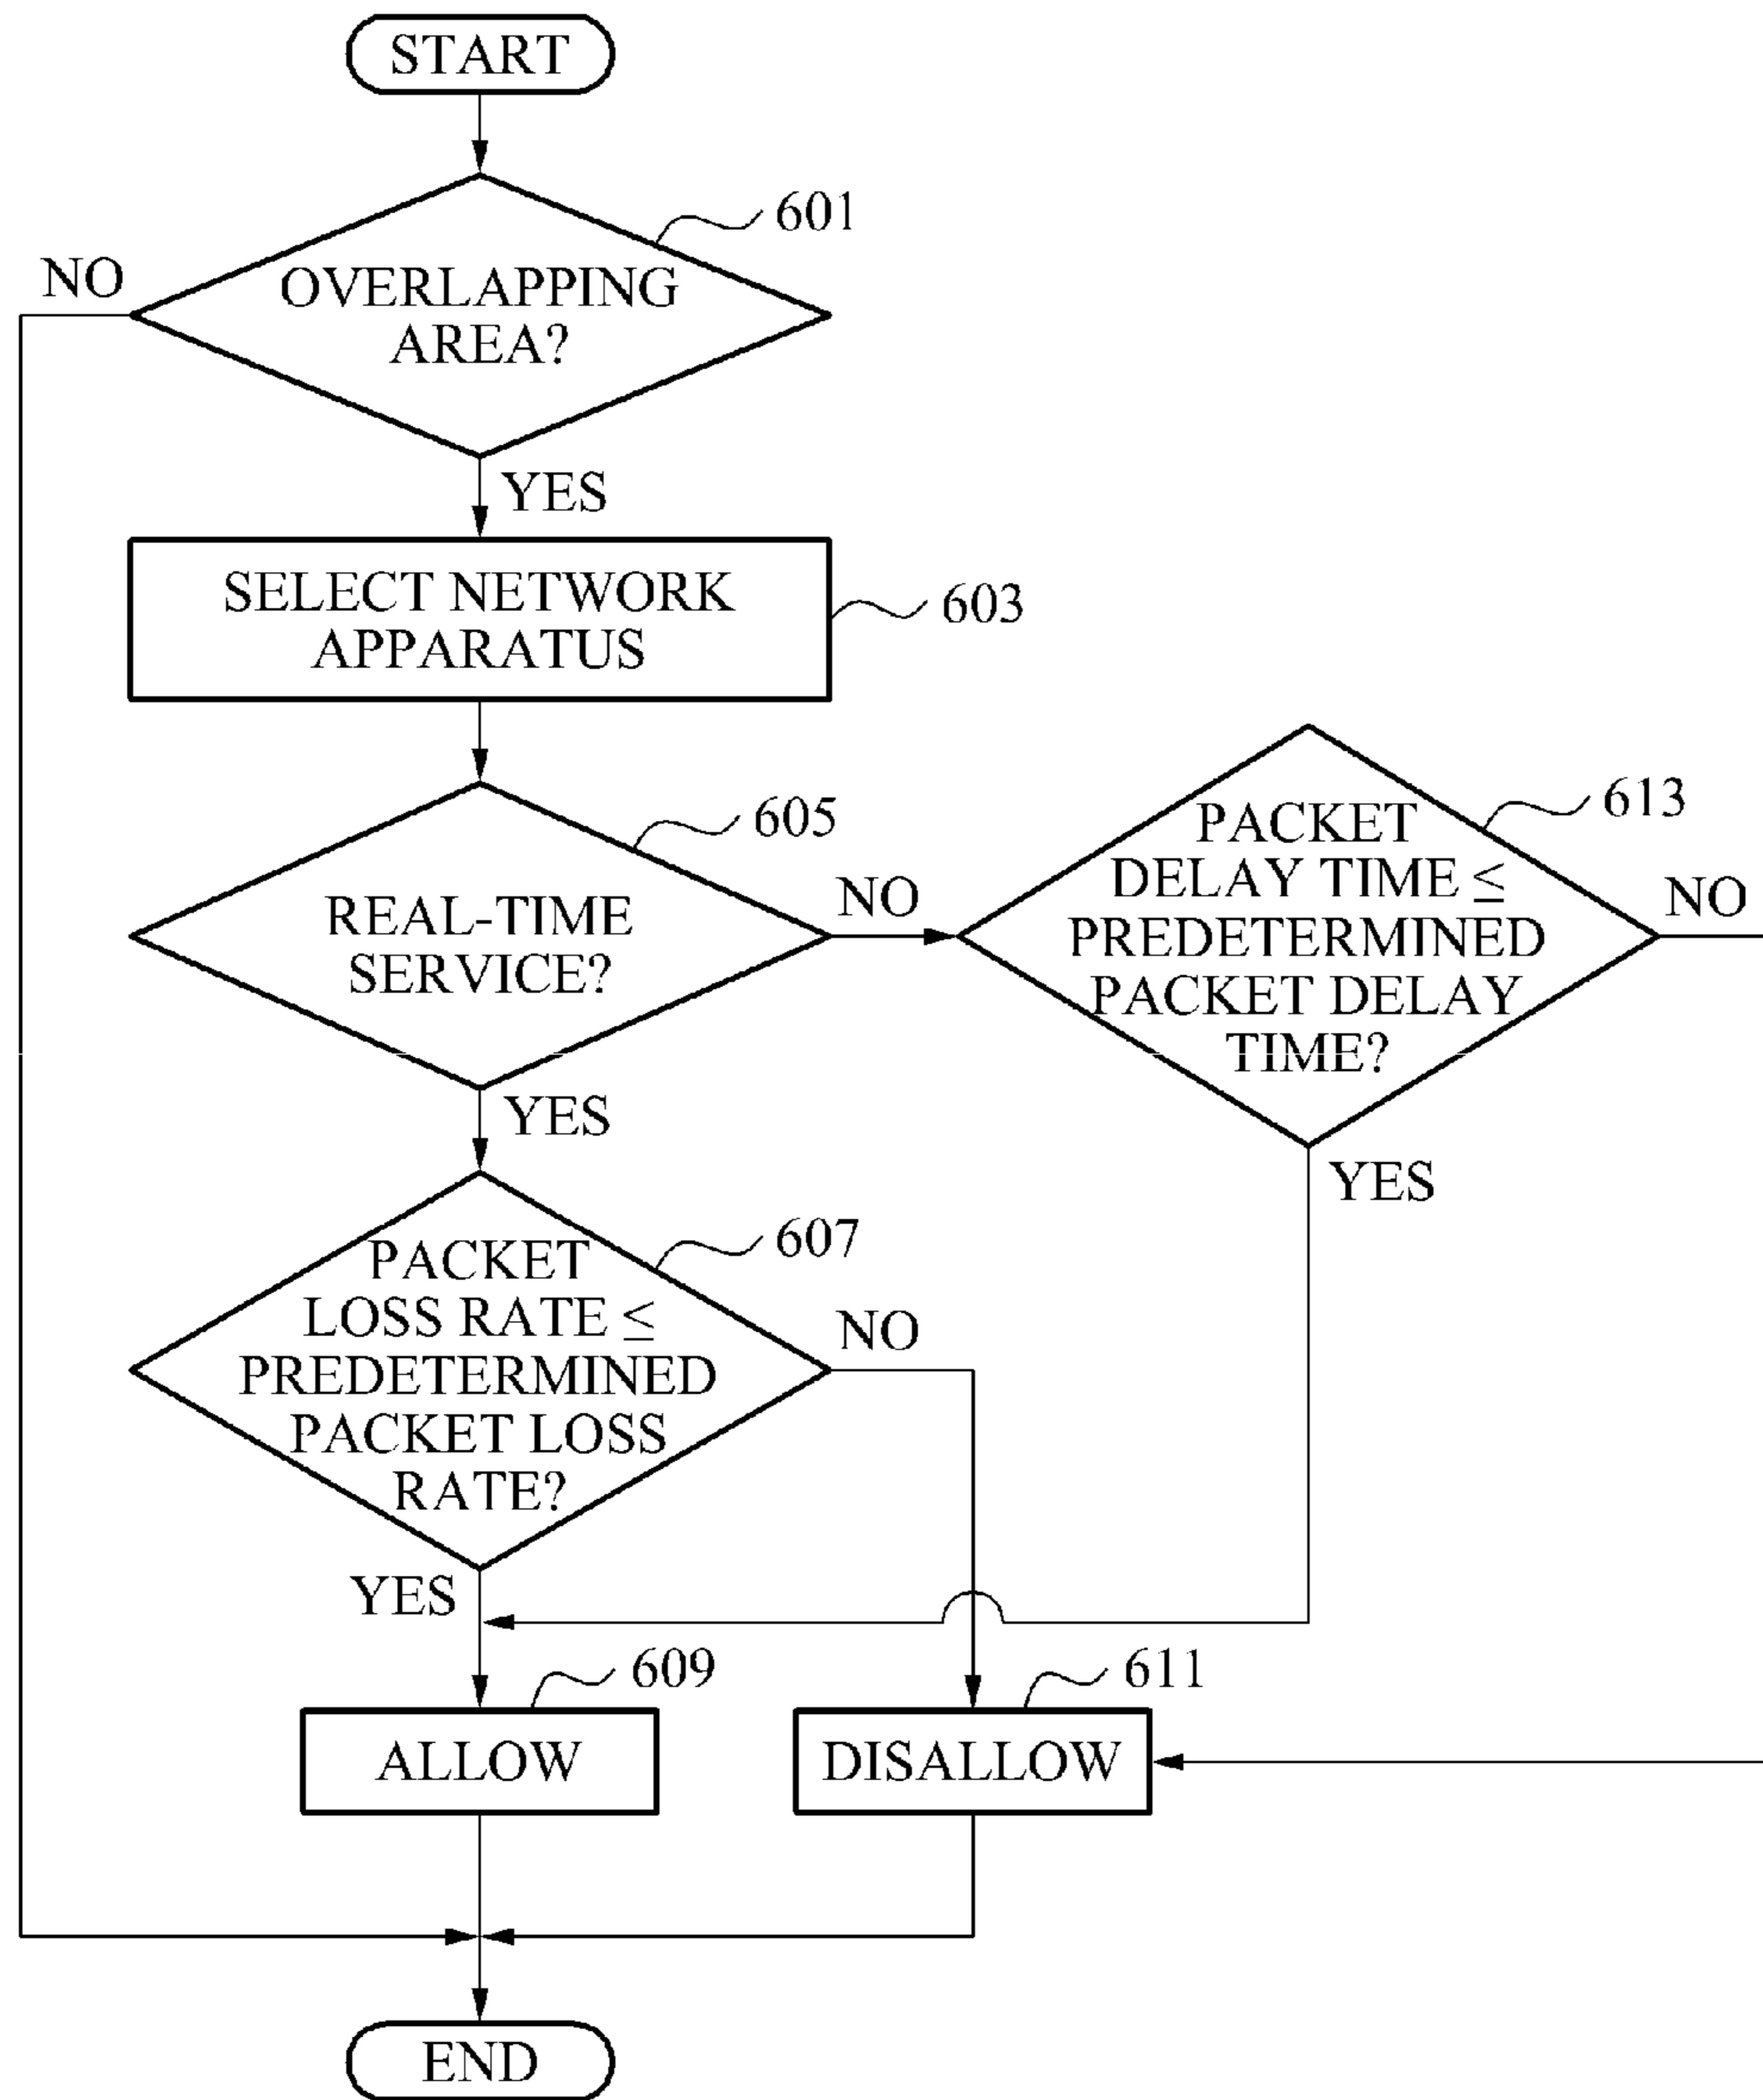 START
601
NO
OVERLAPPING
AREA?
YES
SELECT NETWORK
APPARATUS
603
605
REAL-TIME
SERVICE?
NO
613
PACKET
DELAY TIME ≤
PREDETERMINED
PACKET DELAY
TIME?
NO
YES
YES
607
PACKET
LOSS RATE ≤
PREDETERMINED
PACKET LOSS
RATE?
NO
YES
609
ALLOW
611
DISALLOW
END